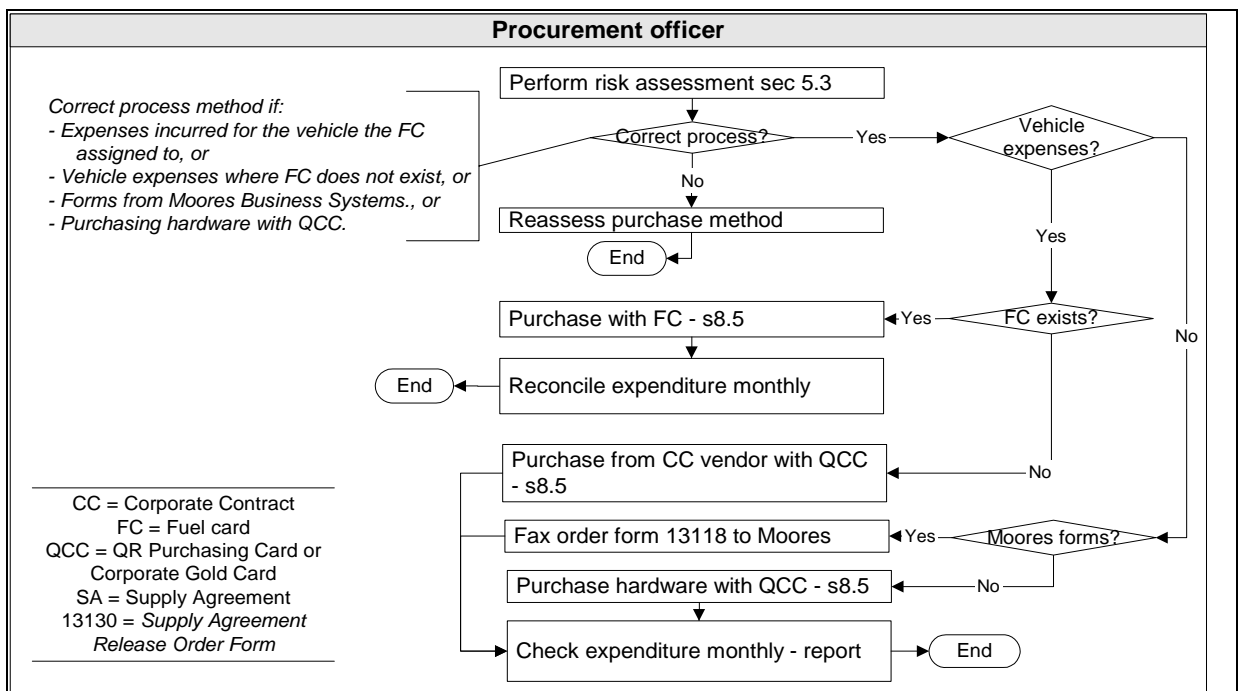 Procurement officer
Perform risk assessment sec 5.3
Correct process method if:
- Expenses incurred for the vehicle the FC
assigned to, or
- Vehicle expenses where FC does not exist, or
- Forms from Moores Business Systems., or
- Purchasing hardware with QCC.
Correct process?
Yes
Vehicle
expenses?
No
Reassess purchase method
End
Yes
No
Purchase with FC - s8.5
Yes
FC exists?
Reconcile expenditure monthly
End
Purchase from CC vendor with QCC
- s8.5
No
Fax order form 13118 to Moores
Yes
Moores forms?
Purchase hardware with QCC - s8.5
No
Check expenditure monthly - report
End
CC = Corporate Contract
FC = Fuel card
QCC = QR Purchasing Card or
Corporate Gold Card
SA = Supply Agreement
13130 = Supply Agreement
Release Order Form